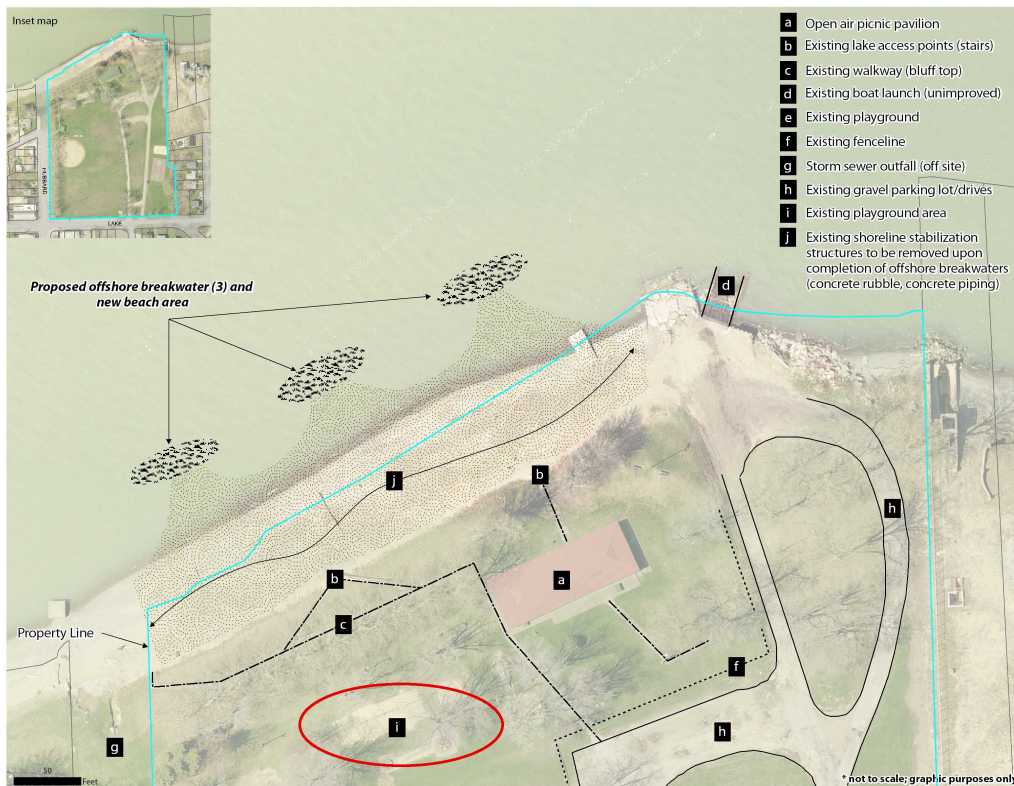 Inset map
HUBBARD
LAKE
a Open air picnic pavilion
b Existing lake access points (stairs)
c Existing walkway (bluff top)
d Existing boat launch (unimproved)
e Existing playground
f Existing fenceline
g Storm sewer outfall (off site)
h Existing gravel parking lot/drives
i Existing playground area
j Existing shoreline stabilization
structures to be removed upon
completion of offshore breakwaters
(concrete rubble, concrete piping)
Proposed offshore breakwater (3) and
new beach area
d
b
j
h
b
a
c
Property Line
f
i
h
g
50
Feet
* not to scale; graphic purposes only